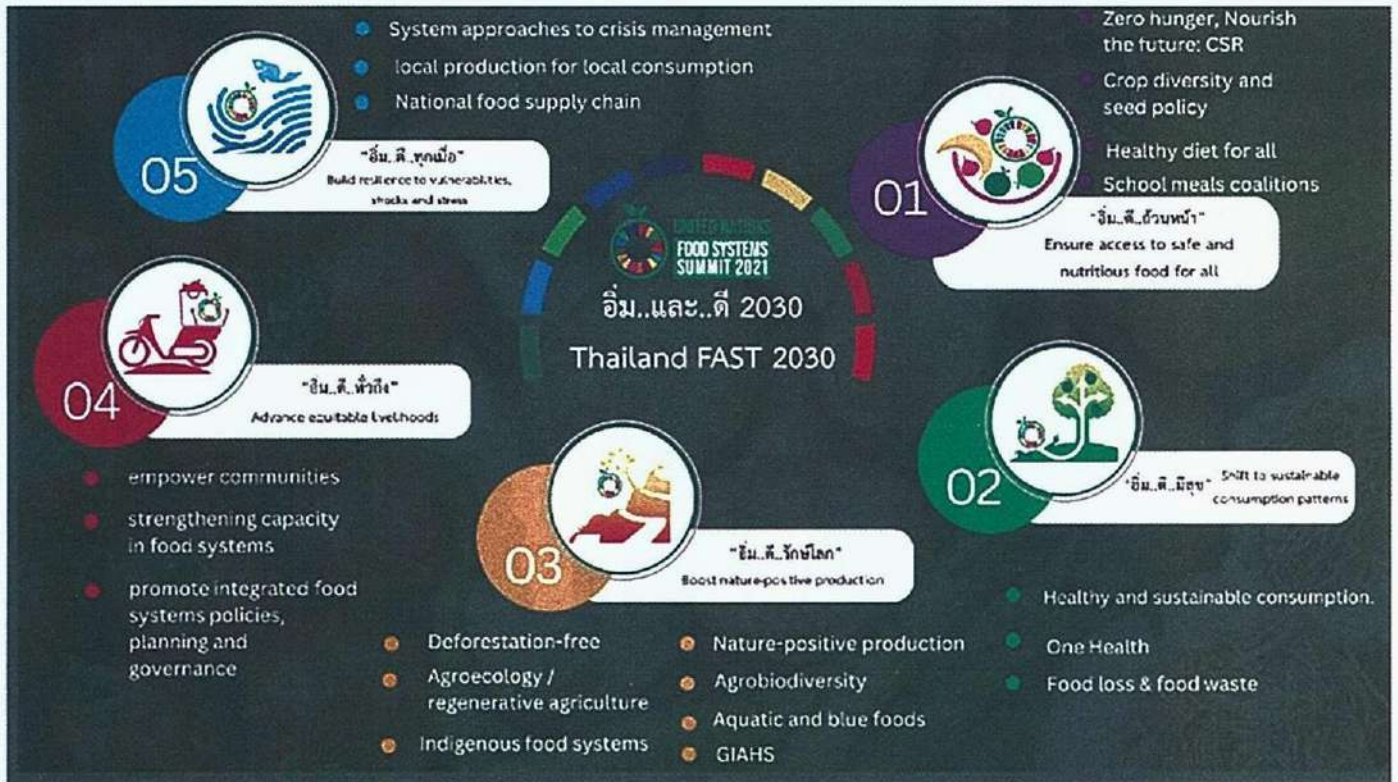 UNITED NATIONS
FOOD SYSTEMS
SUMMIT 2021
อิ่ม..และ..ดี 2030
Thailand FAST 2030
Zero hunger, Nourish
the future: CSR
Crop diversity and
seed policy
Healthy diet for all
School meals coalitions
01
"อิ่ม..ดี..ถ้วนหน้า"
Ensure access to safe and
nutritious food for all
02
"อิ่ม..ดี..มีสุข"
Shift to sustainable
consumption patterns
Healthy and sustainable consumption.
One Health
Food loss & food waste
03
"อิ่ม..ดี..รักษ์โลก"
Boost nature-positive production
Deforestation-free
Agroecology /
regenerative agriculture
Indigenous food systems
Nature-positive production
Agrobiodiversity
Aquatic and blue foods
GIAHS
04
"อิ่ม..ดี..ทั่วถึง"
Advance equitable livelihoods
empower communities
strengthening capacity
in food systems
promote integrated food
systems policies,
planning and
governance
System approaches to crisis management
local production for local consumption
National food supply chain
05
"อิ่ม..ดี..ทุกเมื่อ"
Build resilience to vulnerabilities,
shocks and stress